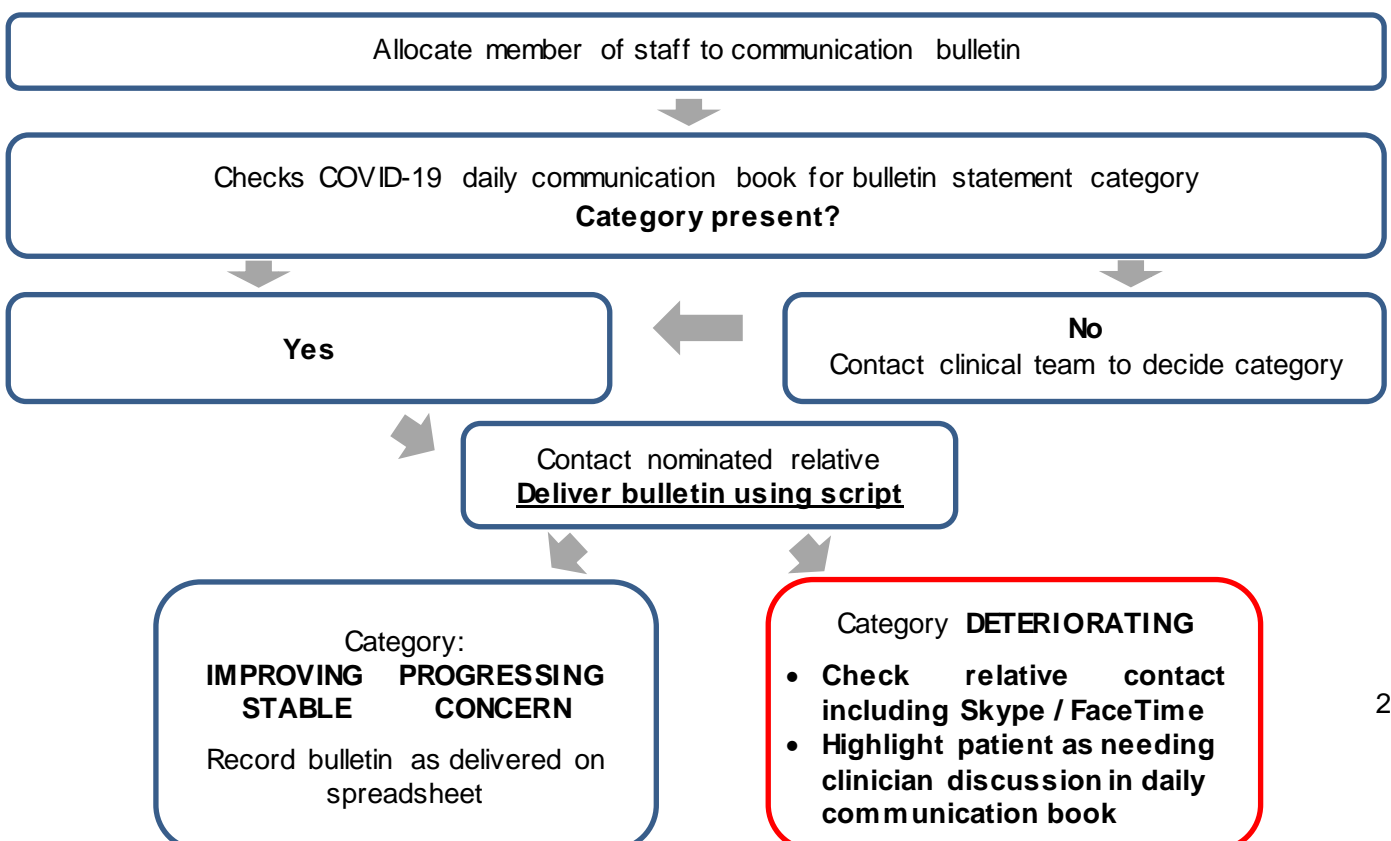 Allocate member of staff to communication bulletin
Checks COVID-19 daily communication book for bulletin statement category
Category present?
Yes
No
Contact clinical team to decide category
Contact nominated relative
Deliver bulletin using script
Category:
IMPROVING PROGRESSING
STABLE CONCERN
Record bulletin as delivered on
spreadsheet
Category DETERIORATING
• Check relative contact
including Skype / FaceTime
• Highlight patient as needing
clinician discussion in daily
communication book
2